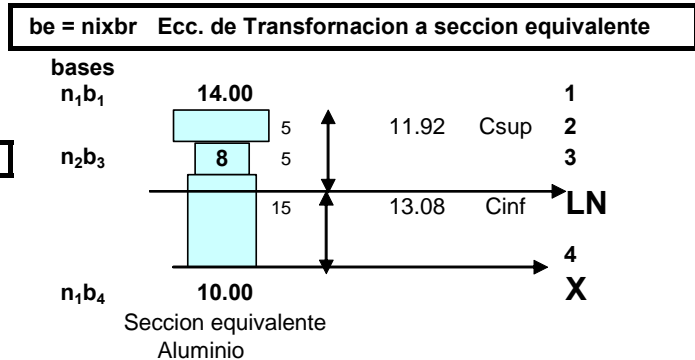 be = nixbr Ecc. de Transfornacion a seccion equivalente
bases
n₁b₁ 14.00 1
5 11.92 Csup 2
n₂b₃ 8 5 3
15 13.08 Cinf LN
4
n₁b₄ 10.00 X
Seccion equivalente
Aluminio